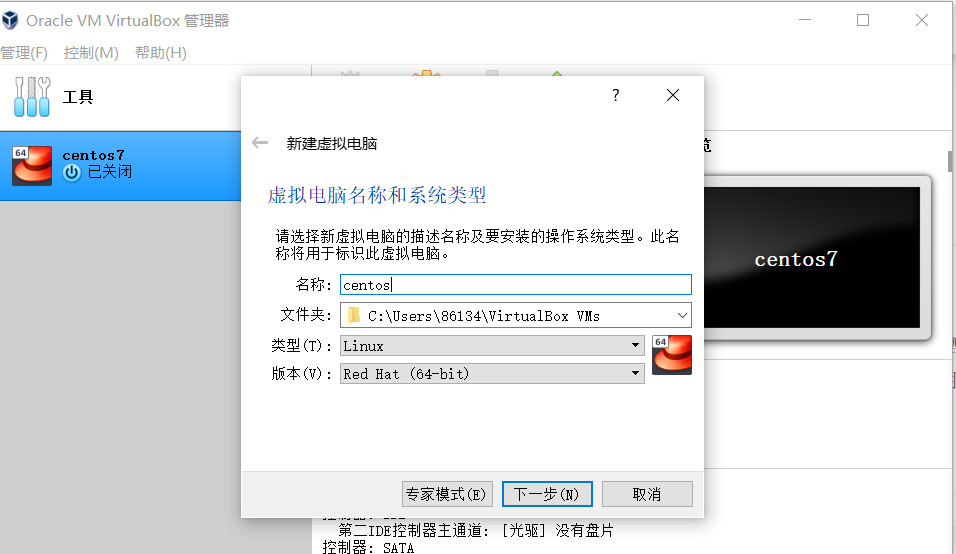 Oracle VM VirtualBox 管理器
管理(F) 控制(M) 帮助(H)
工具
centos7
已关闭
64
?
新建虚拟电脑
虚拟电脑名称和系统类型
请选择新虚拟电脑的描述名称及要安装的操作系统类型。此名
称将用于标识此虚拟电脑。
名称: centos
文件夹: C:\Users\86134\VirtualBox VMs
类型(T): Linux
64
版本(V): Red Hat (64-bit)
专家模式(E) 下一步(N) 取消
览
centos7
第二IDE控制器主通道: [光驱] 没有盘片
控制器: SATA